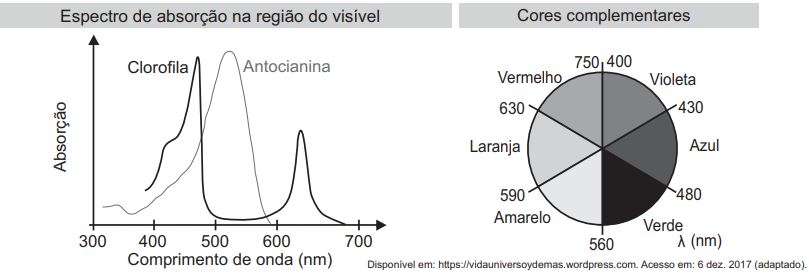 Espectro de absorção na região do visível
Clorofila
Antocianina
Absorção
300 400 500 600 700
Comprimento de onda (nm)
Cores complementares
750 400
Vermelho
Violeta
630
430
Laranja
Azul
590
480
Amarelo
Verde
560
λ (nm)
Disponível em: https://vidauniversoydemas.wordpress.com. Acesso em: 6 dez. 2017 (adaptado).